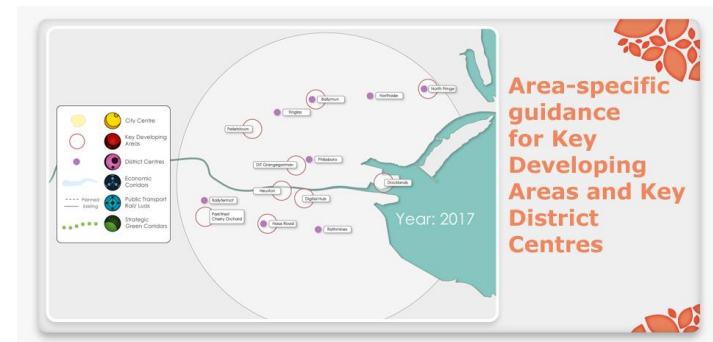 Area-specific
guidance
for Key
Developing
Areas and Key
District
Centres
City Centre
Key Developing
Areas
District Centres
Economic
Corridors
Planned
Existing
Public Transport
Rail/ Luas
Strategic
Green Corridors
North Fringe
Northside
Ballymun
Finglas
Pelletstown
Phibsboro
DIT Grangegorman
Docklands
Heuston
Digital Hub
Ballyfermot
Park West
Cherry Orchard
Naas Road
Rathmines
Year: 2017